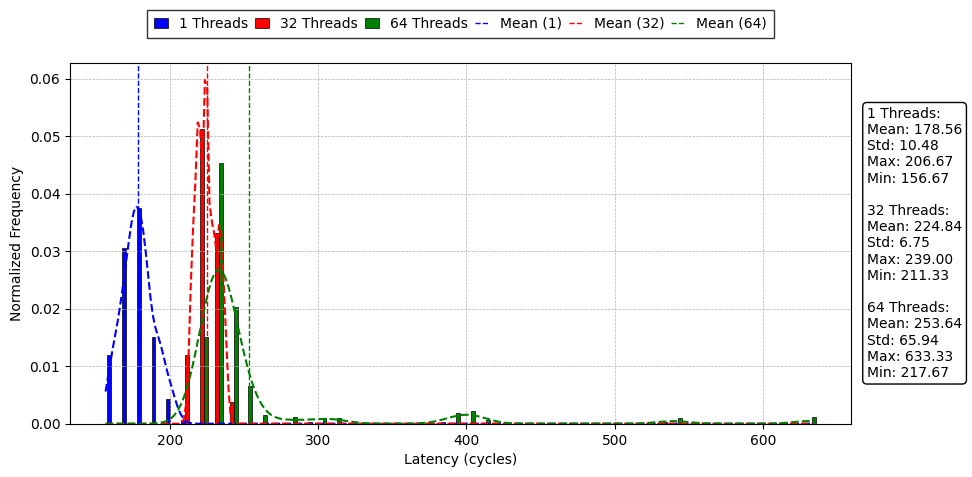 1 Threads 32 Threads 64 Threads Mean (1) Mean (32) Mean (64)
0.06
0.05
0.04
0.03
0.02
0.01
0.00
Normalized Frequency
200 300 400 500 600
Latency (cycles)
1 Threads:
Mean: 178.56
Std: 10.48
Max: 206.67
Min: 156.67
32 Threads:
Mean: 224.84
Std: 6.75
Max: 239.00
Min: 211.33
64 Threads:
Mean: 253.64
Std: 65.94
Max: 633.33
Min: 217.67